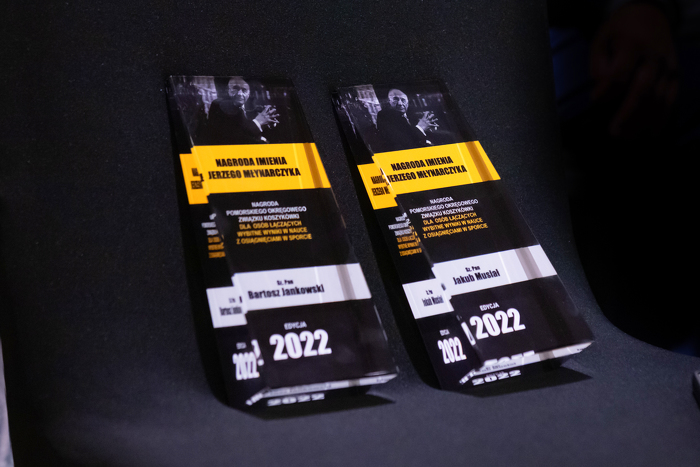 NAGRODA IMIENIA
JERZEGO MŁYNARCZYKA
NAGRODA
POMORSKIEGO OKRĘGOWEGO
ZWIĄZKU KOSZYKÓWKI
DLA OSÓB ŁĄCZĄCYCH
WYBITNE WYNIKI W NAUCE
Z OSIĄGNIĘCIAMI W SPORCIE
Sz. Pan
Bartosz Jankowski
EDYCJA
2022
2022
NAGRODA IMIENIA
JERZEGO MŁYNARCZYKA
NAGRODA
POMORSKIEGO OKRĘGOWEGO
ZWIĄZKU KOSZYKÓWKI
DLA OSÓB ŁĄCZĄCYCH
WYBITNE WYNIKI W NAUCE
Z OSIĄGNIĘCIAMI W SPORCIE
Sz. Pan
Jakub Musiał
EDYCJA
2022
2022